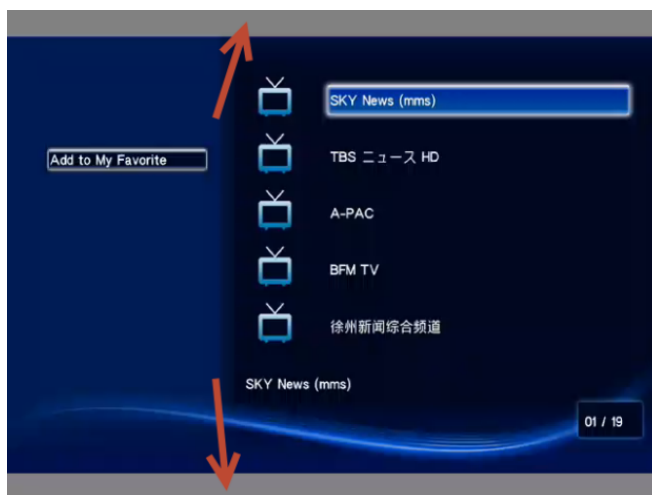 SKY News (mms)
Add to My Favorite
TBS ニュース HD
A-PAC
BFM TV
徐州新闻综合频道
SKY News (mms)
01 / 19